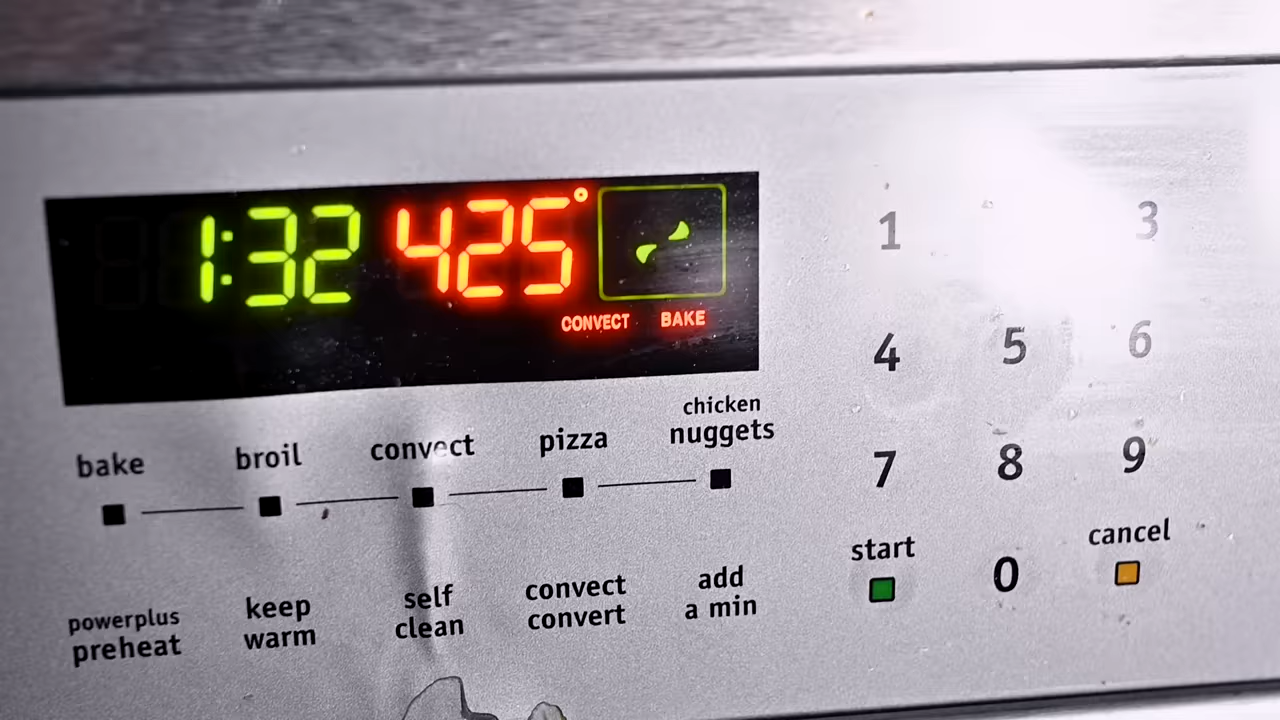 1:32 425°
CONVECT BAKE
bake broil convect pizza chicken nuggets
powerplus preheat keep warm self clean convect convert add a min
1 3
4 5 6
7 8 9
start 0 cancel